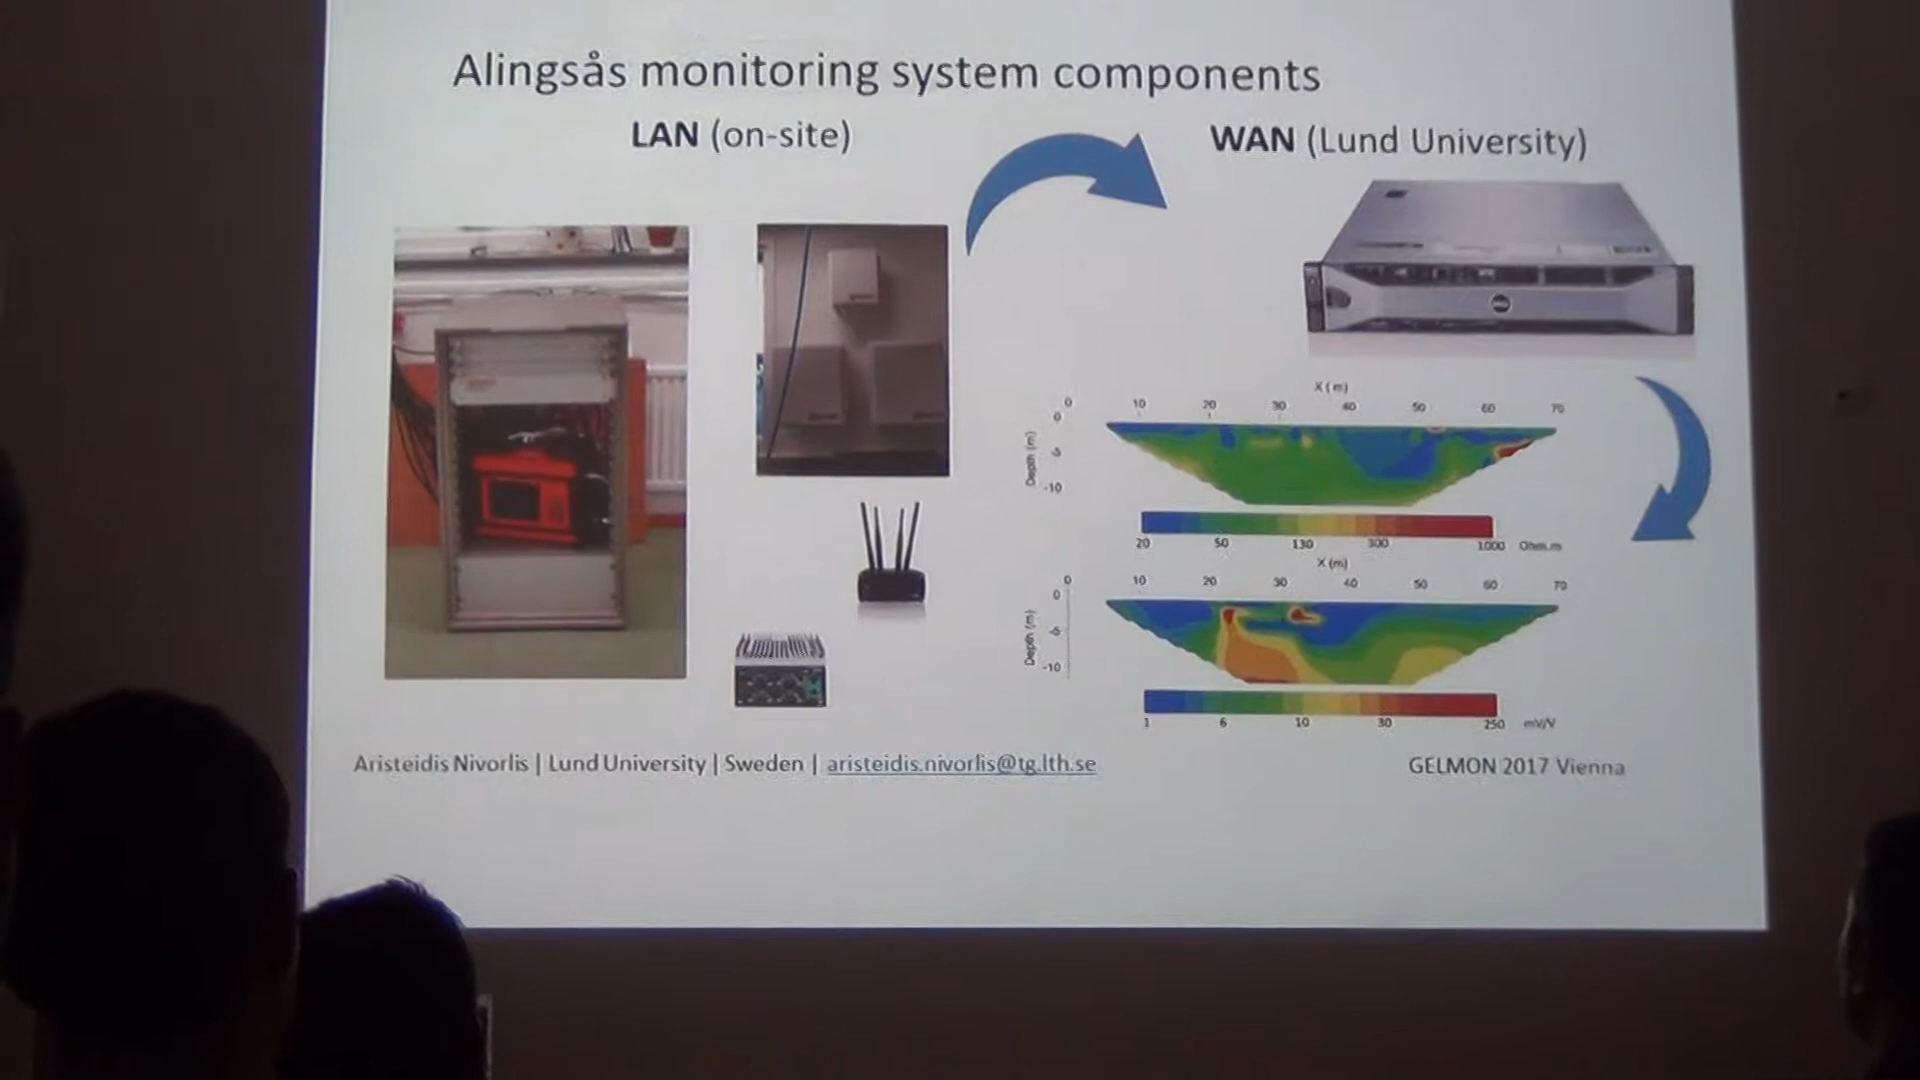 Alingsås monitoring system components
LAN (on-site)
WAN (Lund University)
X (m)
0 10 20 30 40 50 60 70
Depth (m)
0
-5
-10
20 50 130 300 1000 Ohm.m
X (m)
0 10 20 30 40 50 60 70
Depth (m)
0
-5
-10
1 6 10 30 250 mV/V
Aristeidis Nivorlis | Lund University | Sweden | aristeidis.nivorlis@tg.lth.se
GELMON 2017 Vienna